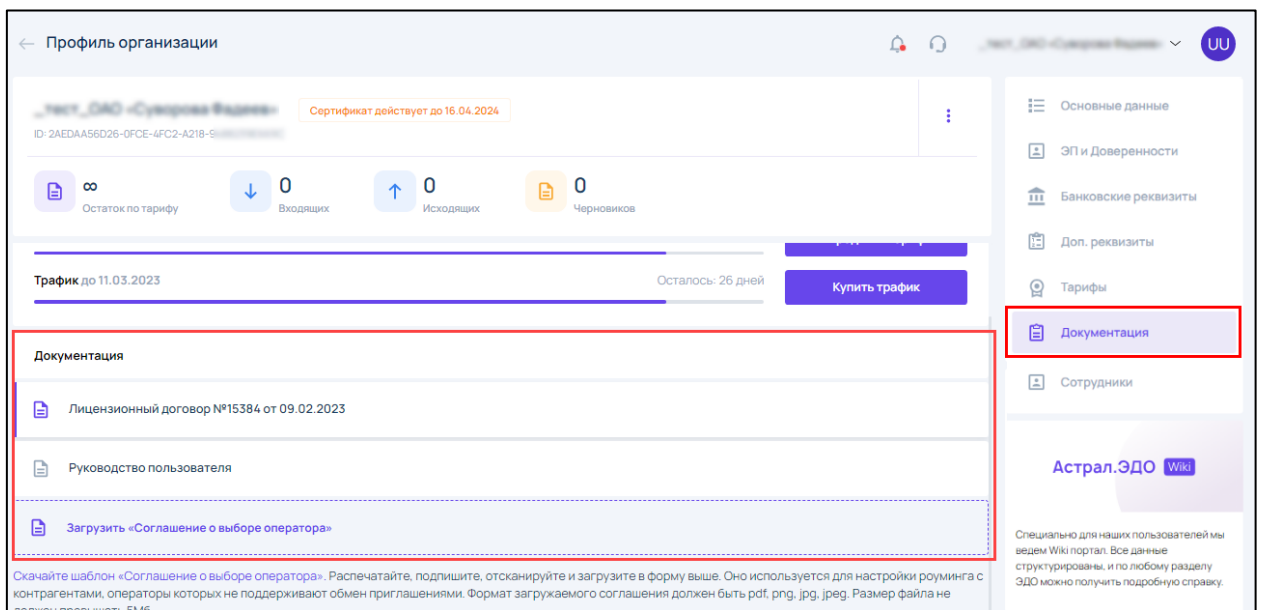 Профиль организации
UU
Сертификат действует до 16.04.2024
ID: 2AEDAA56D26-0FCE-4FC2-A218-9
∞
Остаток по тарифу
0
Входящих
0
Исходящих
0
Черновиков
Трафик до 11.03.2023
Осталось: 26 дней
Купить трафик
Документация
Лицензионный договор №15384 от 09.02.2023
Руководство пользователя
Загрузить «Соглашение о выборе оператора»
Скачайте шаблон «Соглашение о выборе оператора». Распечатайте, подпишите, отсканируйте и загрузите в форму выше. Оно используется для настройки роуминга с
контрагентами, операторы которых не поддерживают обмен приглашениями. Формат загружаемого соглашения должен быть pdf, png, jpg, jpeg. Размер файла не
должен превышать 5Мб
Основные данные
ЭП и Доверенности
Банковские реквизиты
Доп. реквизиты
Тарифы
Документация
Сотрудники
Астрал.ЭДО Wiki
Специально для наших пользователей мы
ведем Wiki портал. Все данные
структурированы, и по любому разделу
ЭДО можно получить подробную справку.